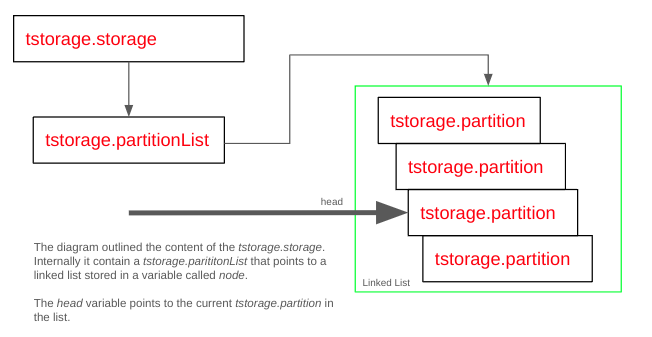 tstorage.storage
tstorage.partitionList
tstorage.partition
tstorage.partition
head
tstorage.partition
tstorage.partition
Linked List
The diagram outlined the content of the tstorage.storage.
Internally it contain a tstorage.paritionList that points to a
linked list stored in a variable called node.
The head variable points to the current tstorage.partition in
the list.